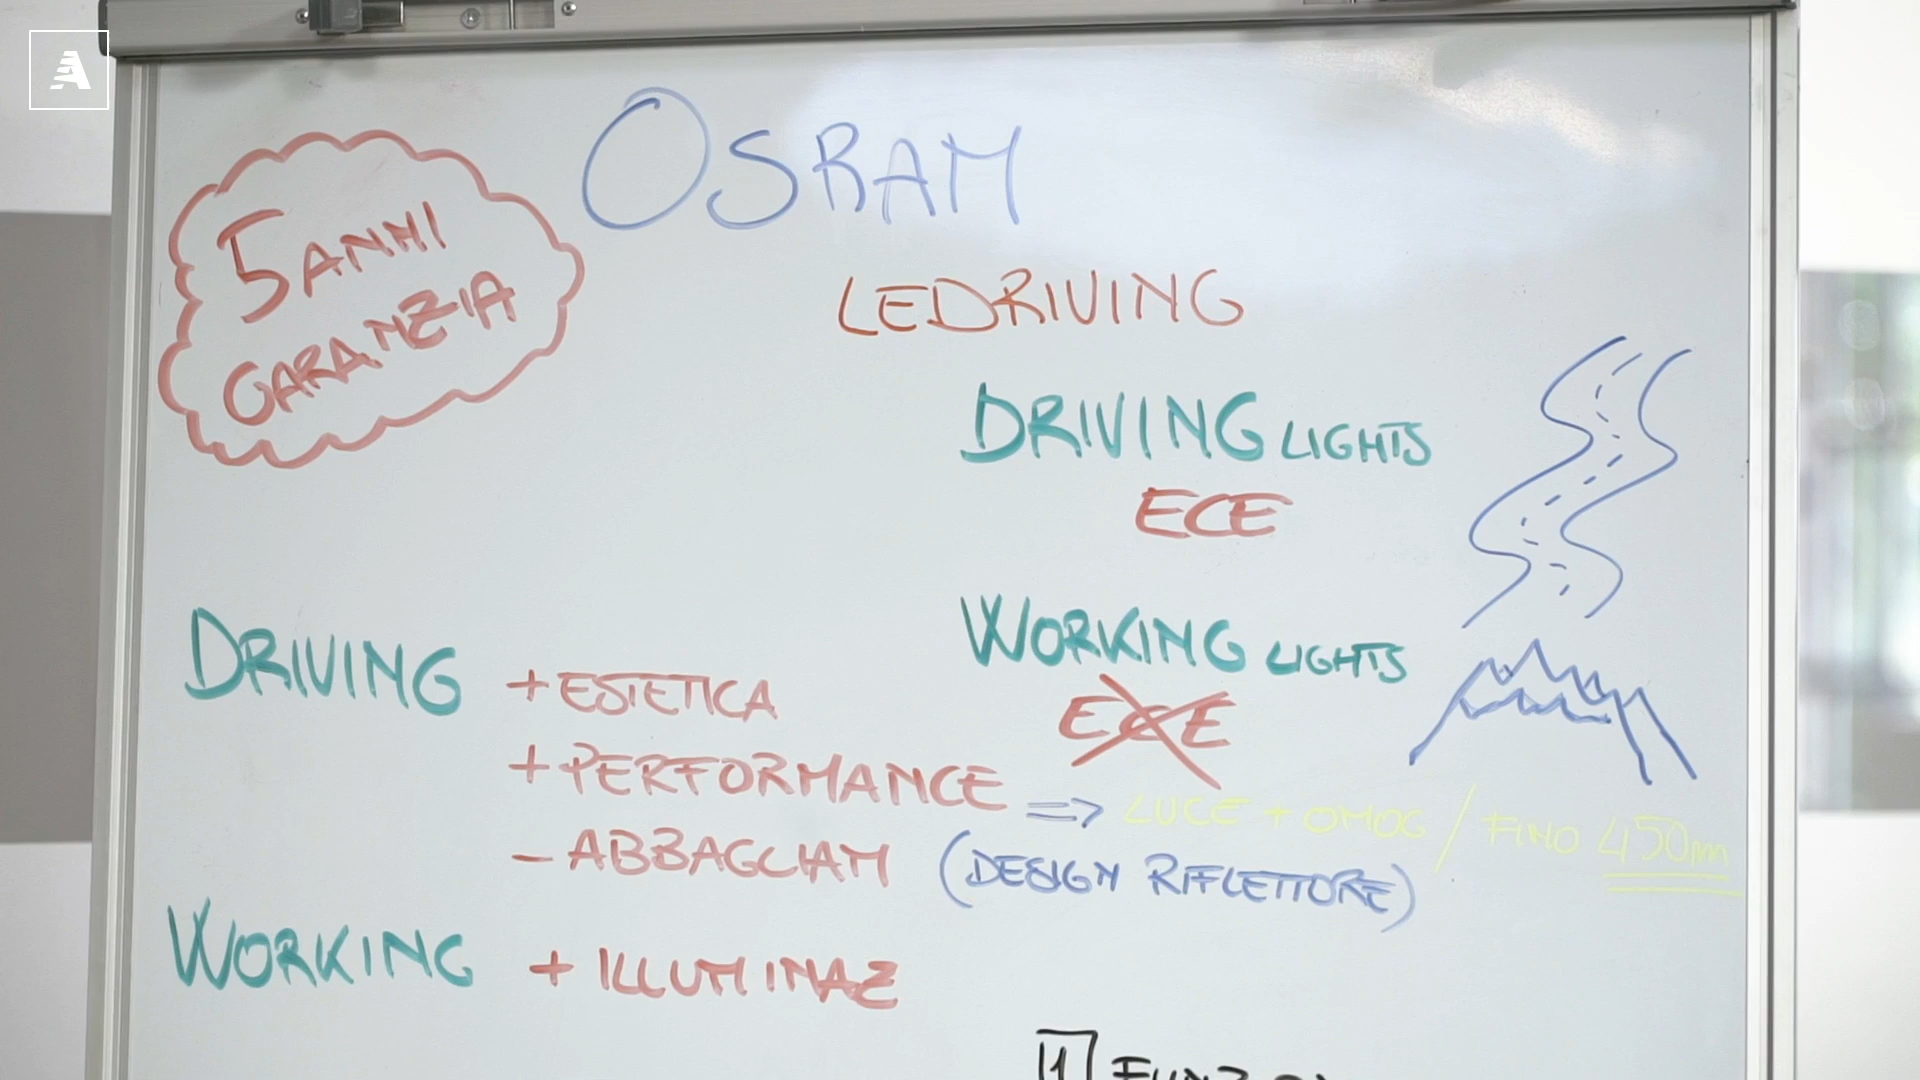 A
OSRAM
5 ANNI
GARANZIA
LEDRIVING
DRIVING LIGHTS
ECE
WORKING LIGHTS
ECE
DRIVING + ESTETICA
+ PERFORMANCE => LUCE + OMOG / FINO 450m
- ABBAGLIAM (DESIGN RIFLETTORE)
WORKING + ILLUMINAZ
1